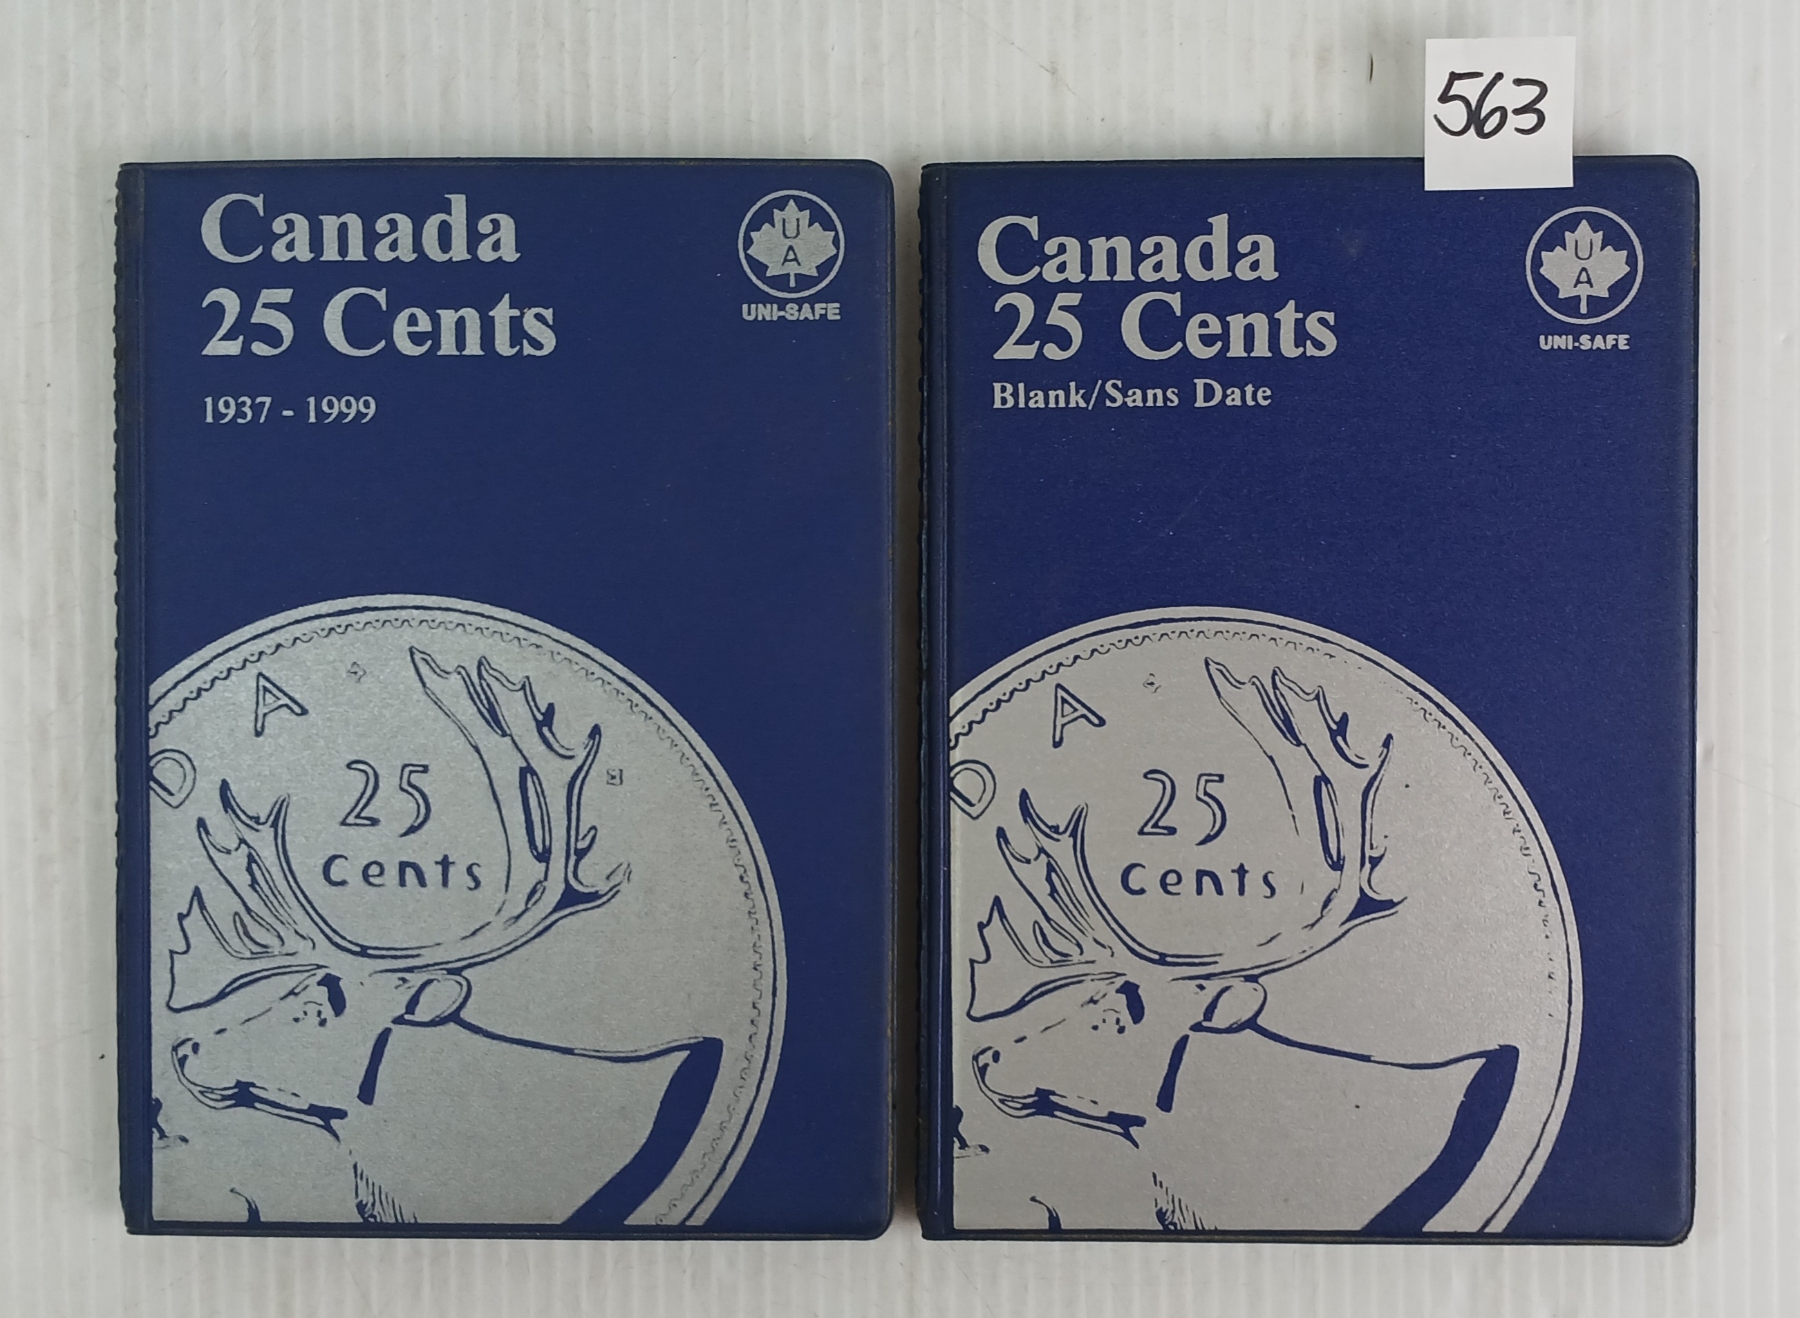 563
Canada
25 Cents
1937 - 1999
U
A
UNI-SAFE
A
D
25
cents
Canada
25 Cents
Blank/Sans Date
U
A
UNI-SAFE
A
D
25
cents